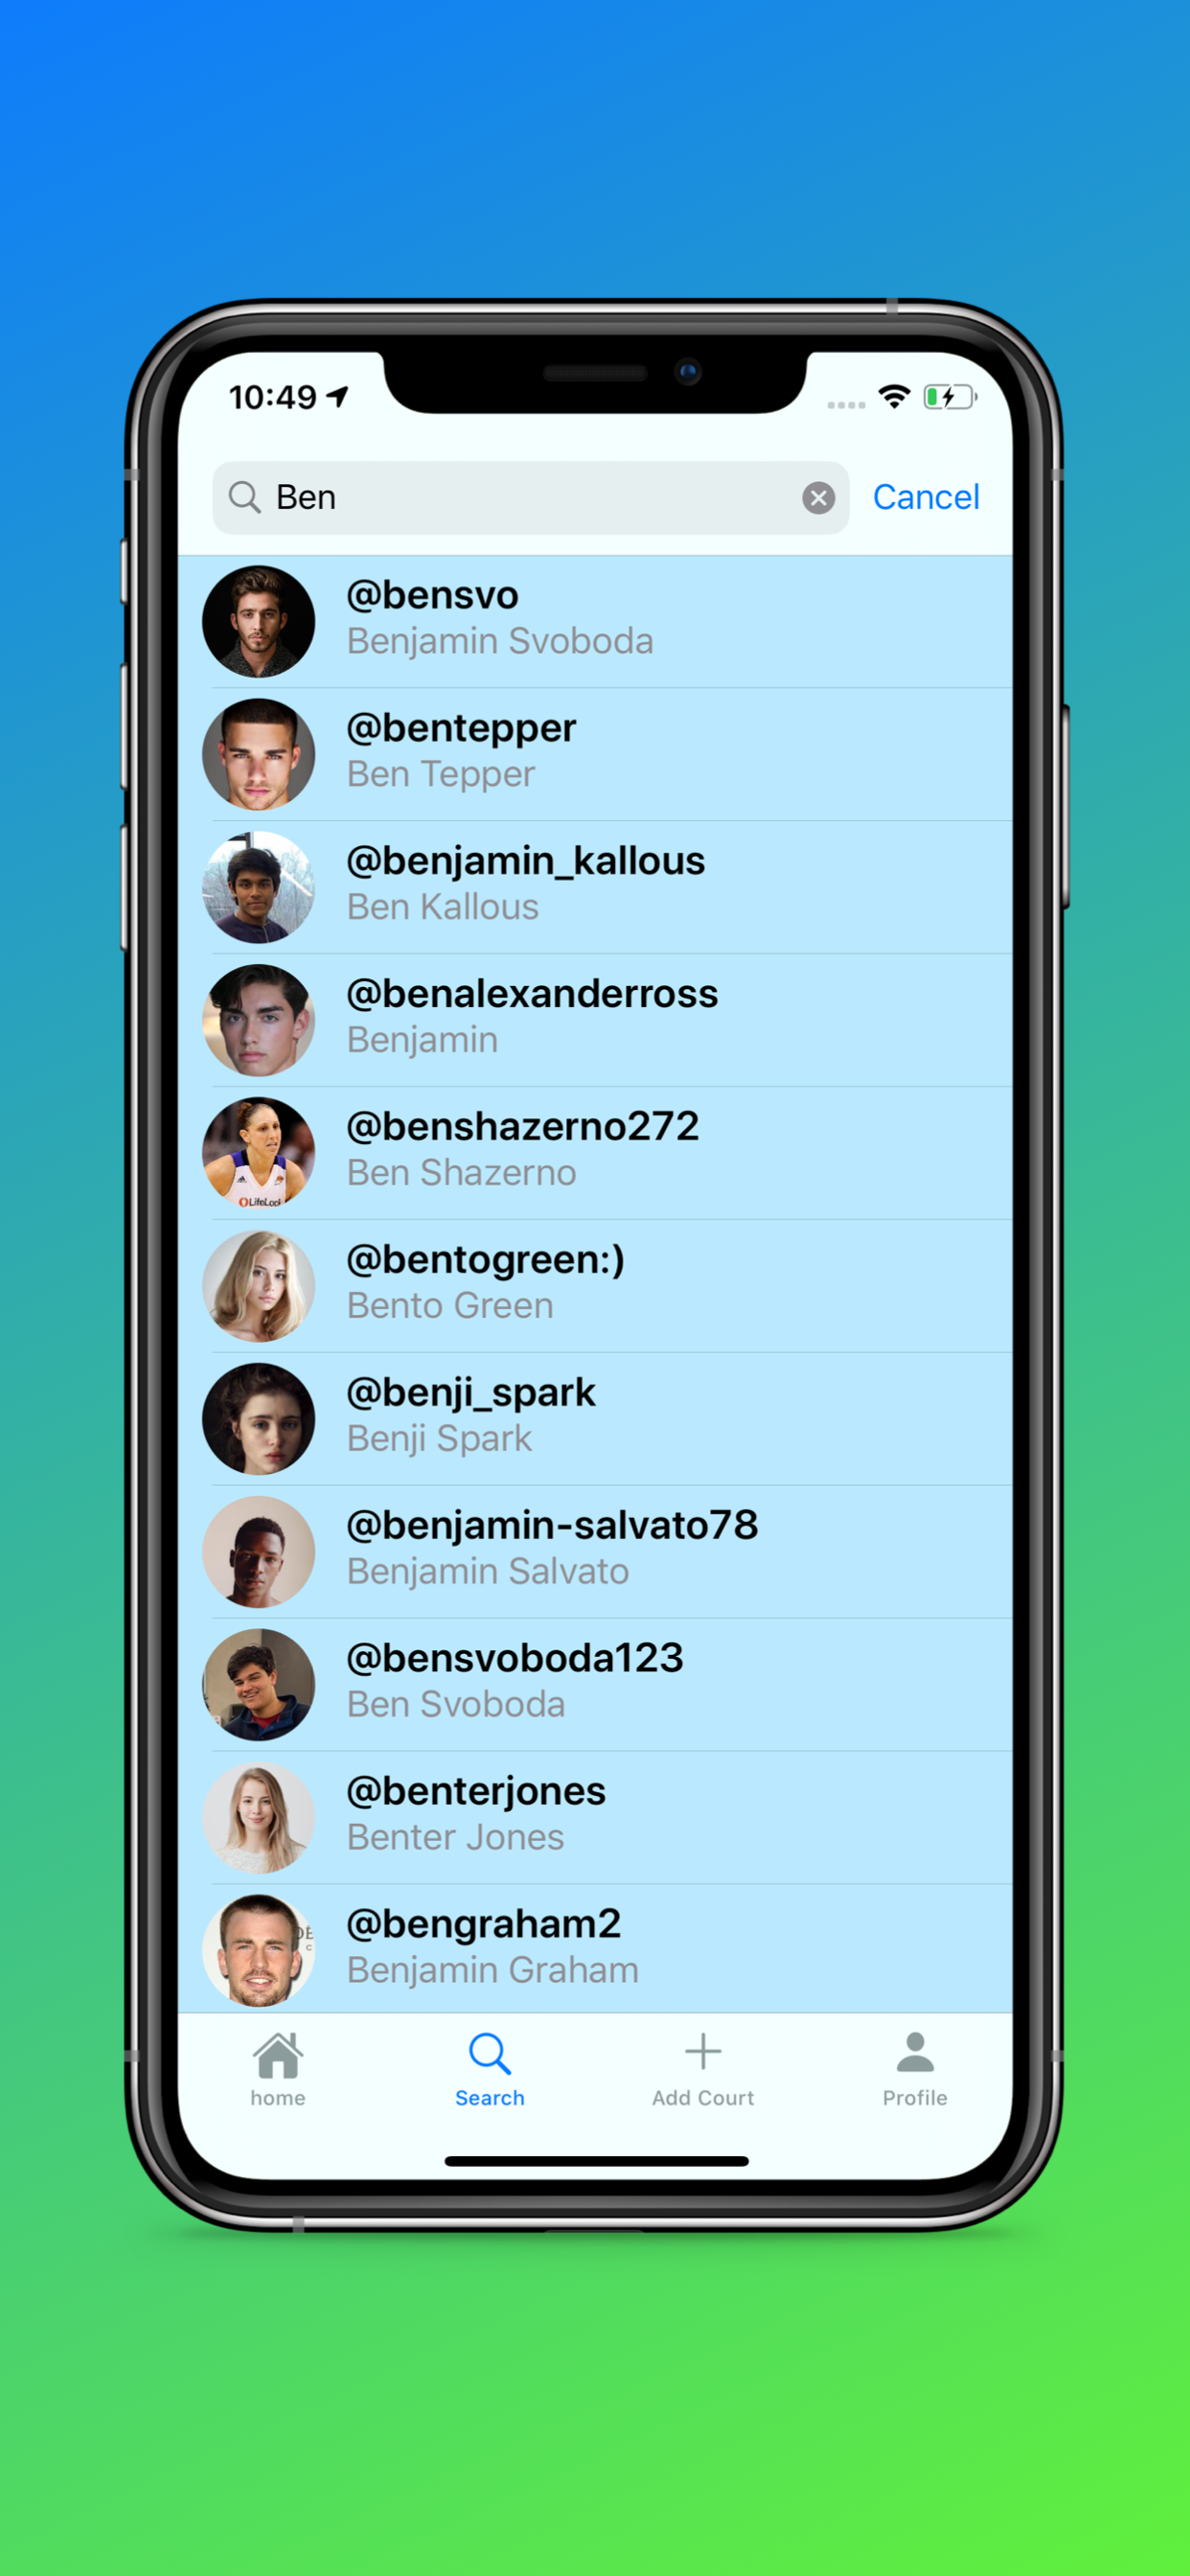 10:49
Ben
Cancel
@bensvo
Benjamin Svoboda
@bentepper
Ben Tepper
@benjamin_kallous
Ben Kallous
@benalexanderross
Benjamin
@benshazerno272
Ben Shazerno
LifeLock
@bentogreen:)
Bento Green
@benji_spark
Benji Spark
@benjamin-salvato78
Benjamin Salvato
@bensvoboda123
Ben Svoboda
@benterjones
Benter Jones
@bengraham2
Benjamin Graham
home
Search
Add Court
Profile